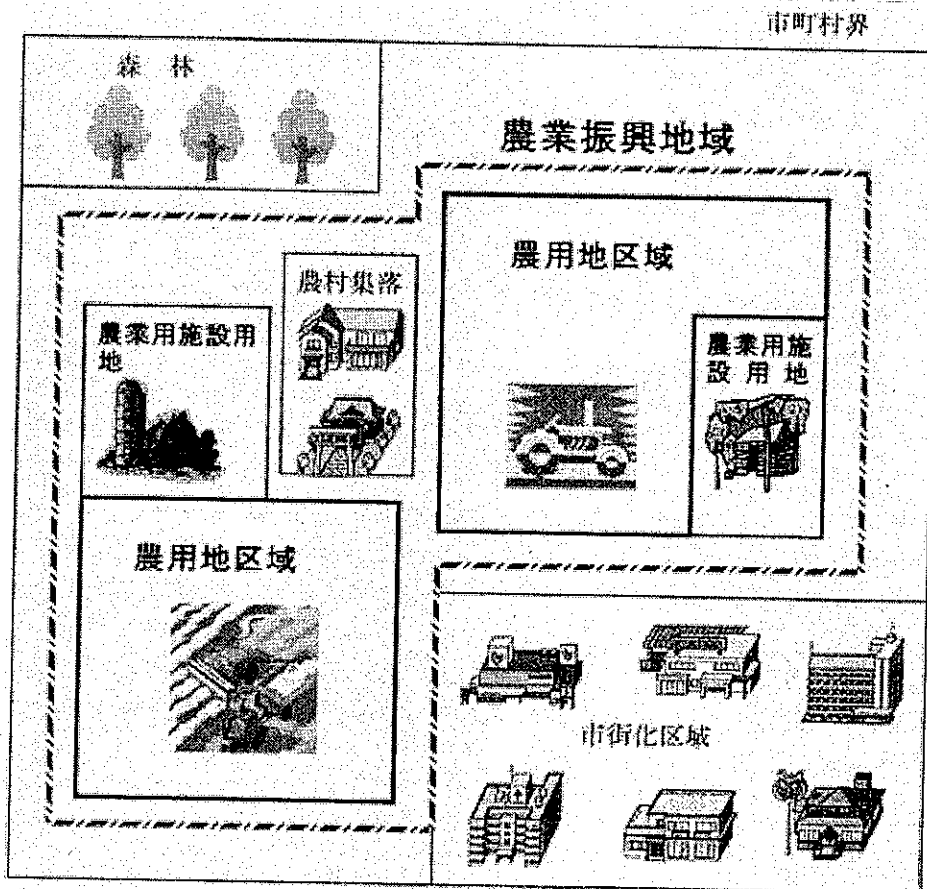 市町村界
森 林
農業振興地域
農用地区域
農村集落
農業用施設用
地
農業用施
設 用 地
農用地区域
市街化区域